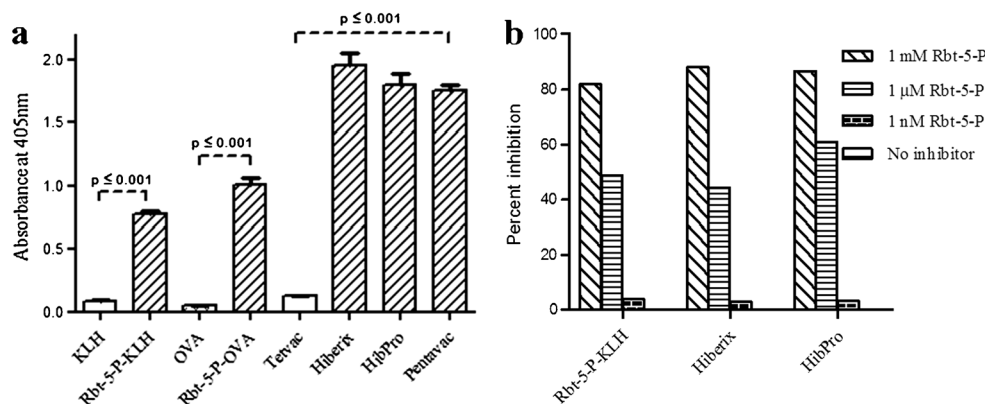 a
p ≤ 0.001
p ≤ 0.001
p ≤ 0.001
Absorbanceat 405nm
2.0
1.5
1.0
0.5
0.0
KLH
Rbt-5-P-KLH
OVA
Rbt-5-P-OVA
Tetvac
Hiberix
HibPro
Pentavac
b
Percent inhibition
100
80
60
40
20
0
Rbt-5-P-KLH
Hiberix
HibPro
1 mM Rbt-5-P
1 μM Rbt-5-P
1 nM Rbt-5-P
No inhibitor